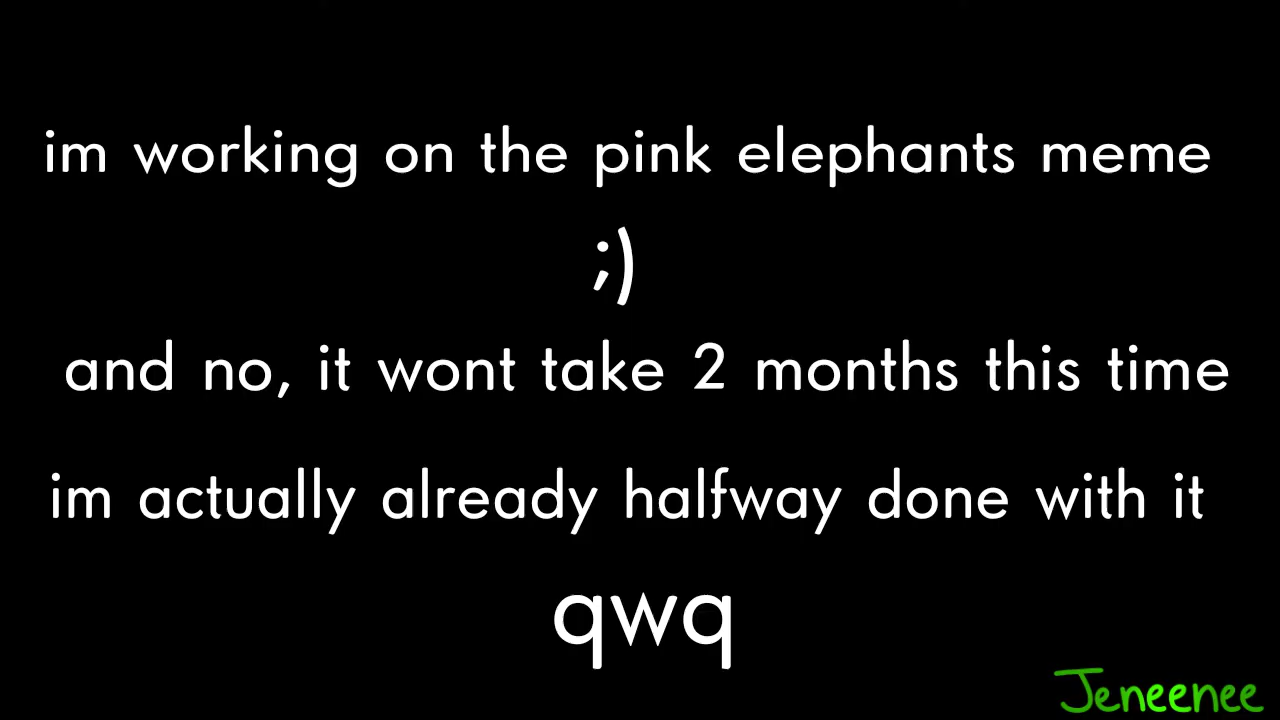 im working on the pink elephants meme
;)
and no, it wont take 2 months this time
im actually already halfway done with it
qwq
Jeneenee